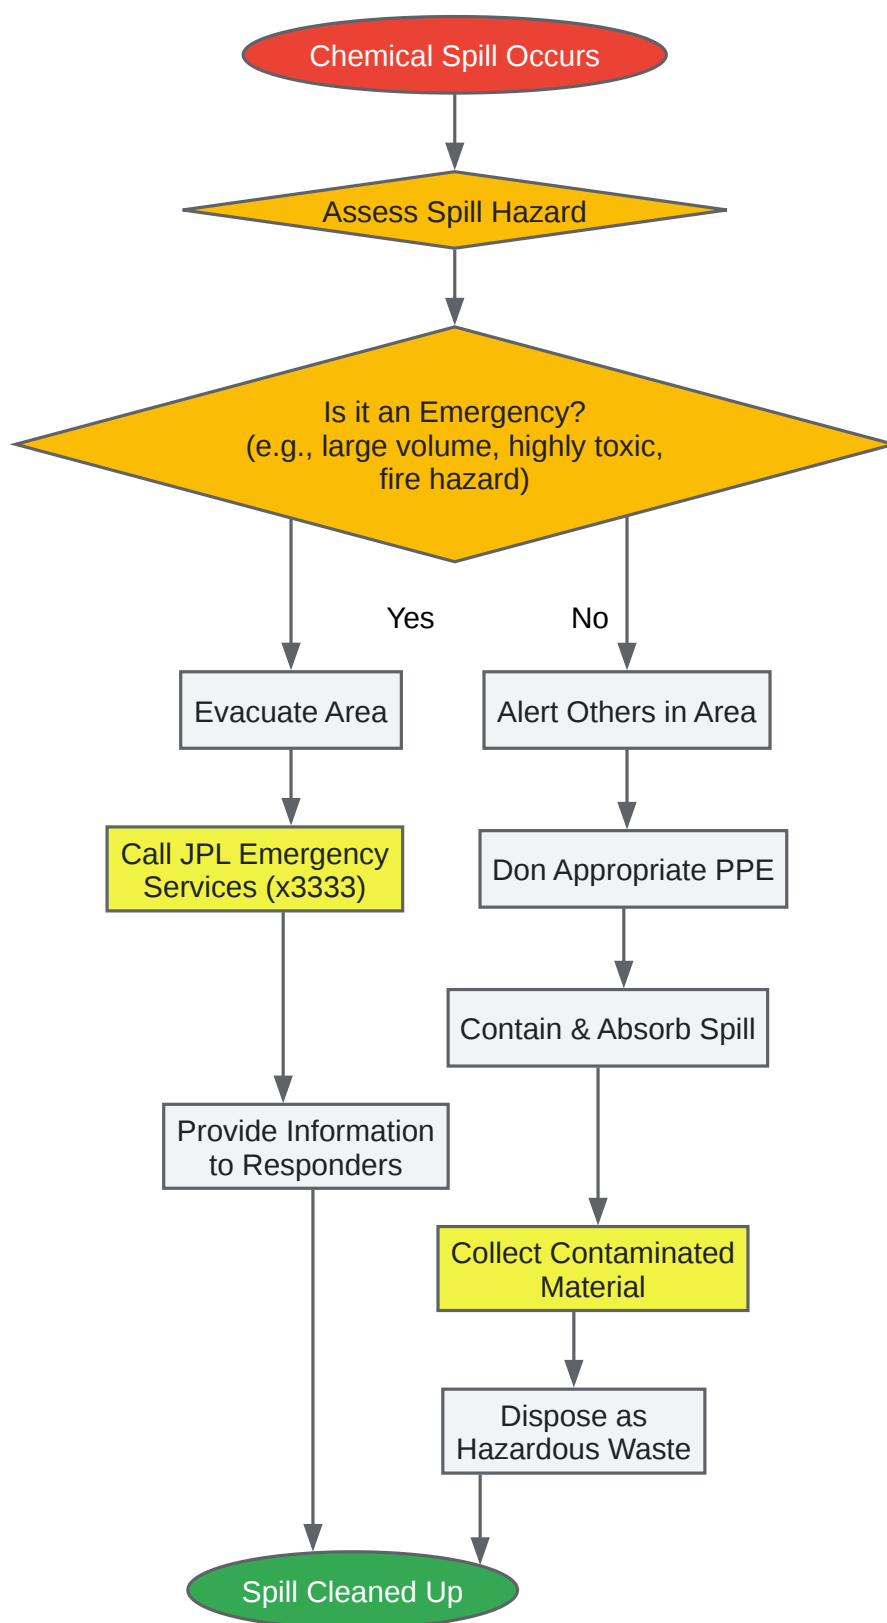 Chemical Spill Occurs
Assess Spill Hazard
Is it an Emergency?
(e.g., large volume, highly toxic,
fire hazard)
Yes
No
Evacuate Area
Alert Others in Area
Call JPL Emergency
Services (x3333)
Don Appropriate PPE
Contain & Absorb Spill
Provide Information
to Responders
Collect Contaminated
Material
Dispose as
Hazardous Waste
Spill Cleaned Up